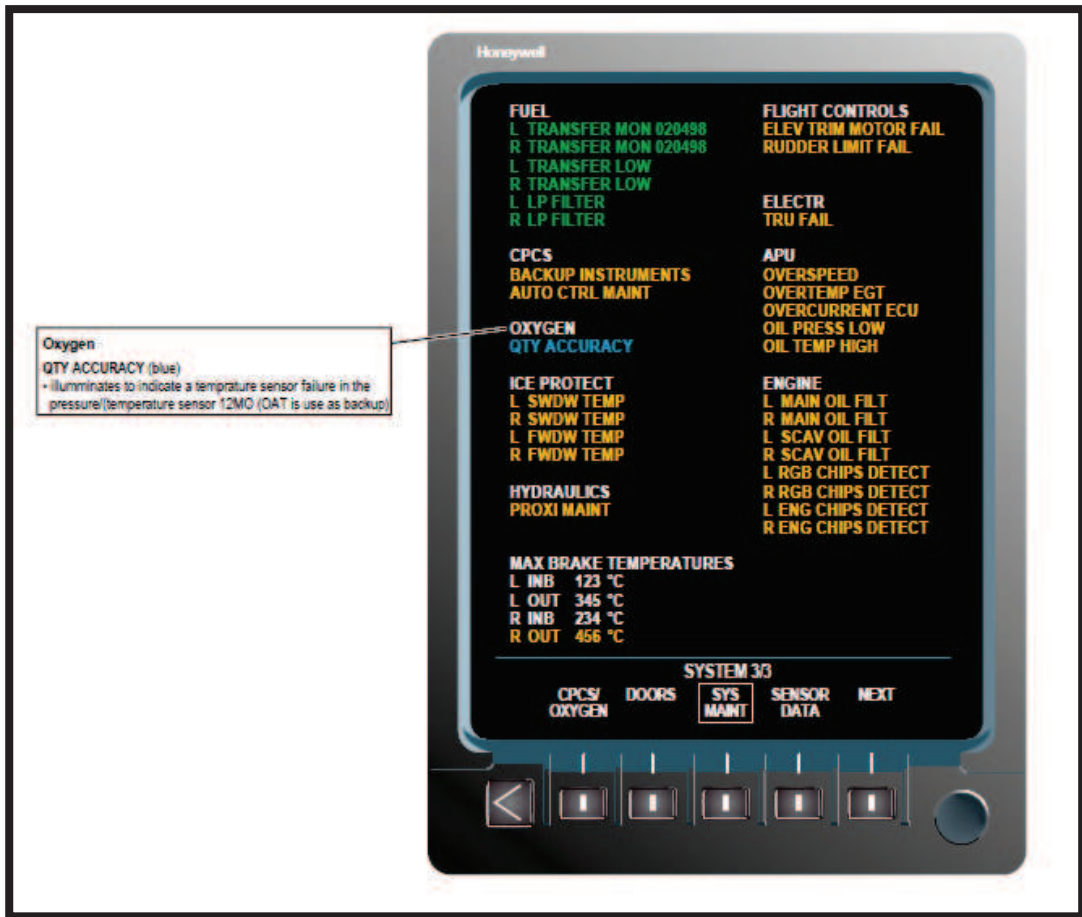 Honeywell
FUEL
L TRANSFER MON 020498
R TRANSFER MON 020498
L TRANSFER LOW
R TRANSFER LOW
L LP FILTER
R LP FILTER
CPCS
BACKUP INSTRUMENTS
AUTO CTRL MAINT
OXYGEN
QTY ACCURACY
ICE PROTECT
L SWDW TEMP
R SWDW TEMP
L FWDW TEMP
R FWDW TEMP
HYDRAULICS
PROXI MAINT
FLIGHT CONTROLS
ELEV TRIM MOTOR FAIL
RUDDER LIMIT FAIL
ELECTR
TRU FAIL
APU
OVERSPEED
OVERTEMP EGT
OVERCURRENT ECU
OIL PRESS LOW
OIL TEMP HIGH
ENGINE
L MAIN OIL FILT
R MAIN OIL FILT
L SCAV OIL FILT
R SCAV OIL FILT
L RGB CHIPS DETECT
R RGB CHIPS DETECT
L ENG CHIPS DETECT
R ENG CHIPS DETECT
MAX BRAKE TEMPERATURES
L INB 123 °C
L OUT 345 °C
R INB 234 °C
R OUT 456 °C
SYSTEM 3/3
CPCS/ DOORS SYS SENSOR NEXT
OXYGEN MAINT DATA
Oxygen
QTY ACCURACY (blue)
- illumminates to indicate a temprature sensor failure in the
pressure/(temperature sensor 12MO (OAT is use as backup)